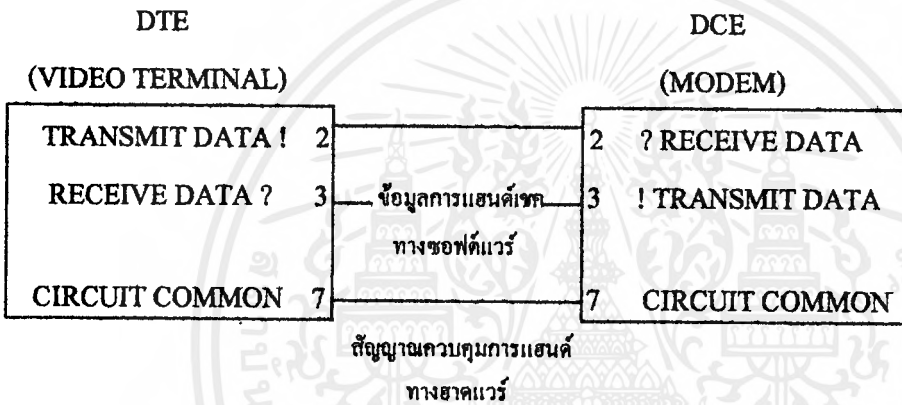 DTE DCE
(VIDEO TERMINAL) (MODEM)
TRANSMIT DATA ! 2 2 ? RECEIVE DATA
RECEIVE DATA ? 3 ข้อมูลการแฮนด์เชค 3 ! TRANSMIT DATA
ทางซอฟต์แวร์
CIRCUIT COMMON 7 7 CIRCUIT COMMON
สัญญาณควบคุมการแฮนด์
ทางฮาดแวร์